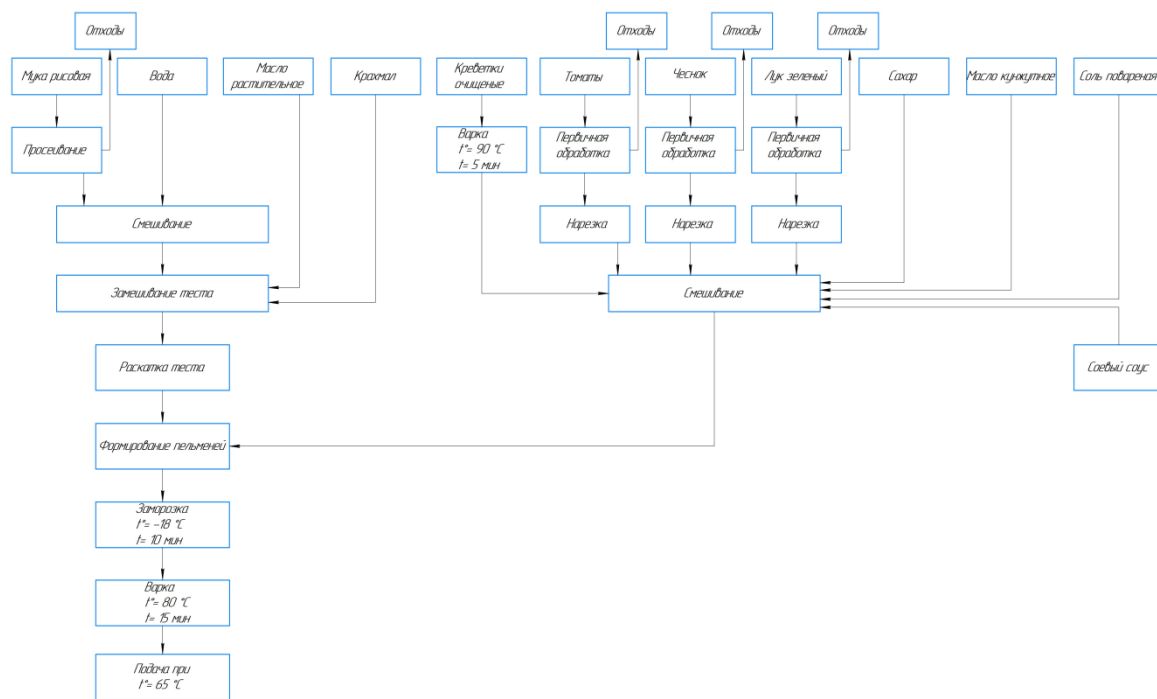 Отходы
Отходы
Отходы
Отходы
Мука рисовая
Вода
Масло
растительное
Крахмал
Креветки
очищеные
Томаты
Чеснок
Лук зеленый
Сахар
Масло кунжутное
Соль повареная
Просеивание
Варка
t°= 90 °C
t= 5 мин
Первичная
обработка
Первичная
обработка
Первичная
обработка
Смешивание
Нарезка
Нарезка
Нарезка
Замешивание теста
Смешивание
Раскатка теста
Соевый соус
Формирование пельменей
Заморозка
t°= -18 °C
t= 10 мин
Варка
t°= 80 °C
t= 15 мин
Подача при
t°= 65 °C